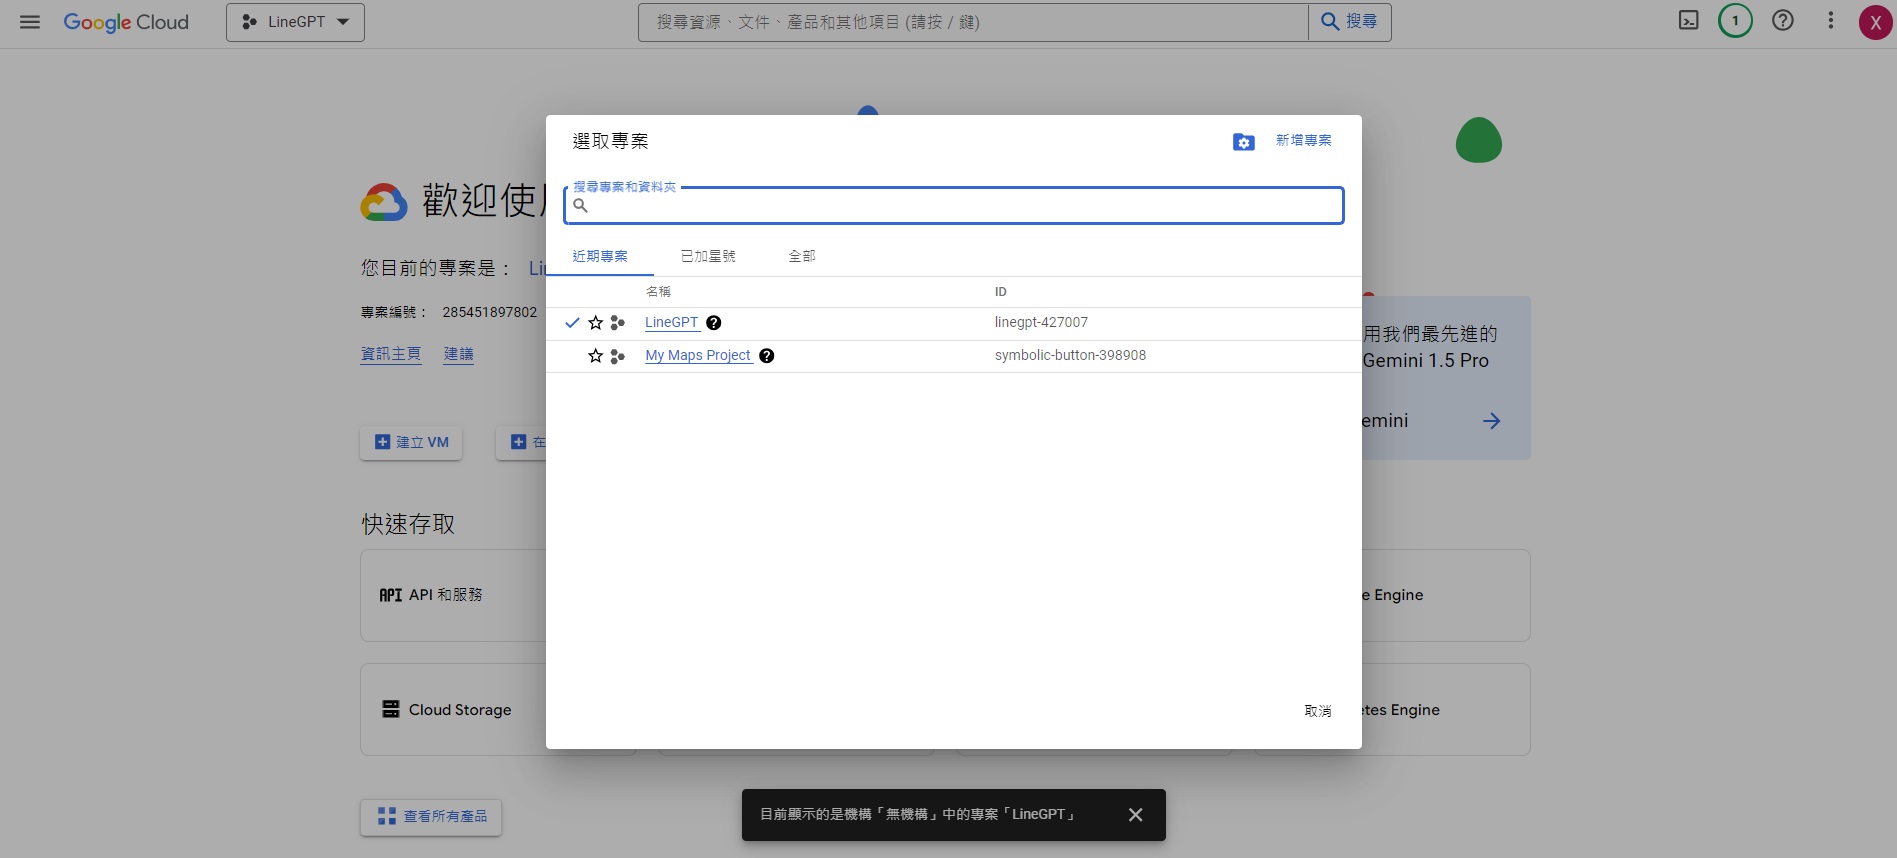 Google Cloud
LineGPT
搜尋資源、文件、產品和其他項目 (請按 / 鍵)
搜尋
1
X
選取專案
新增專案
搜尋專案和資料夾
近期專案
已加星號
全部
名稱
ID
LineGPT
linegpt-427007
My Maps Project
symbolic-button-398908
取消
歡迎使
您目前的專案是：
專案編號： 285451897802
資訊主頁
建議
建立 VM
在
用我們最先進的
Gemini 1.5 Pro
emini
快速存取
API API 和服務
e Engine
Cloud Storage
etes Engine
查看所有產品
目前顯示的是機構「無機構」中的專案「LineGPT」